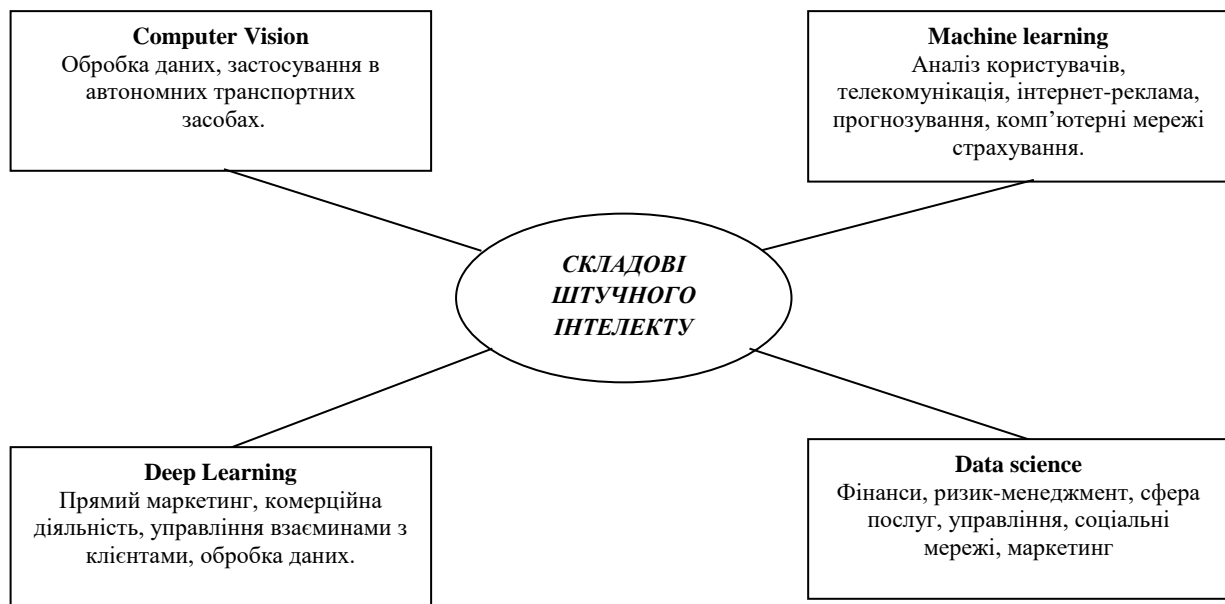 Computer Vision
Обробка даних, застосування в
автономних транспортних
засобах.
Machine learning
Аналіз користувачів,
телекомунікація, інтернет-реклама,
прогнозування, комп’ютерні мережі
страхування.
СКЛАДОВІ
ШТУЧНОГО
ІНТЕЛЕКТУ
Deep Learning
Прямий маркетинг, комерційна
діяльність, управління взаєминами з
клієнтами, обробка даних.
Data science
Фінанси, ризик-менеджмент, сфера
послуг, управління, соціальні
мережі, маркетинг